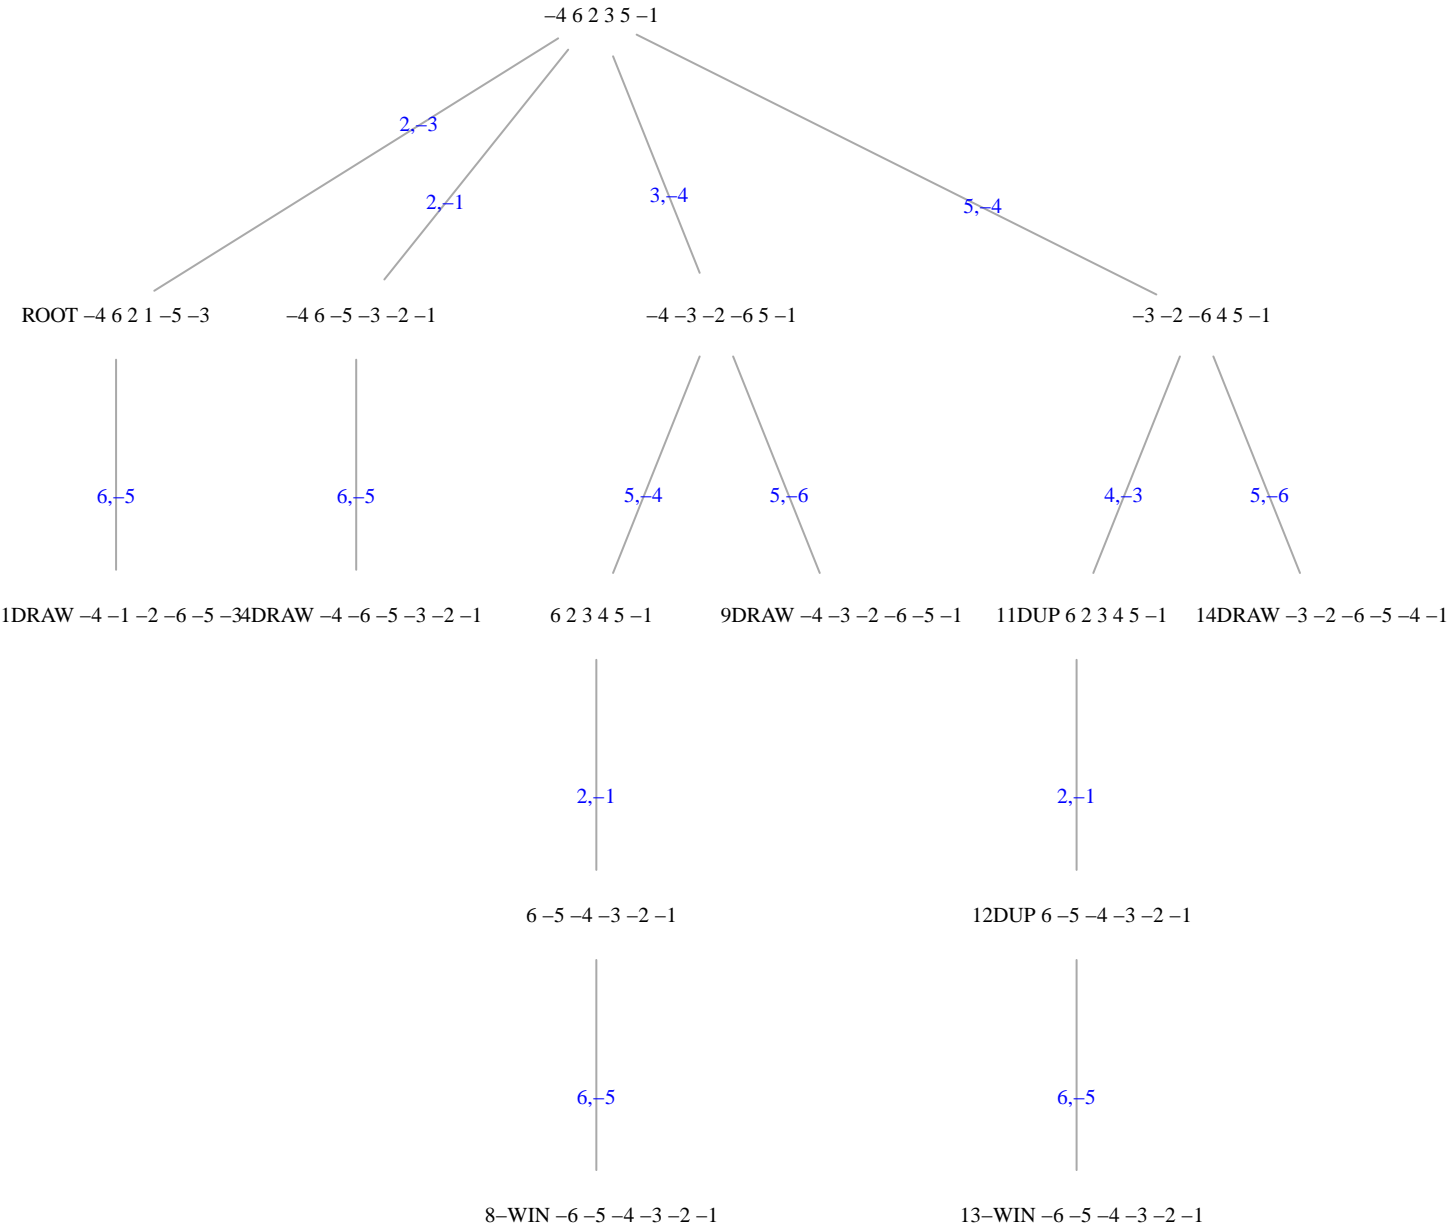 –4 6 2 3 5 –1
2,–3
2,–1
3,–4
5,–4
ROOT –4 6 2 1 –5 –3
–4 6 –5 –3 –2 –1
–4 –3 –2 –6 5 –1
–3 –2 –6 4 5 –1
6,–5
6,–5
5,–4
5,–6
4,–3
5,–6
1DRAW –4 –1 –2 –6 –5 –3
4DRAW –4 –6 –5 –3 –2 –1
6 2 3 4 5 –1
9DRAW –4 –3 –2 –6 –5 –1
11DUP 6 2 3 4 5 –1
14DRAW –3 –2 –6 –5 –4 –1
2,–1
2,–1
6 –5 –4 –3 –2 –1
12DUP 6 –5 –4 –3 –2 –1
6,–5
6,–5
8–WIN –6 –5 –4 –3 –2 –1
13–WIN –6 –5 –4 –3 –2 –1